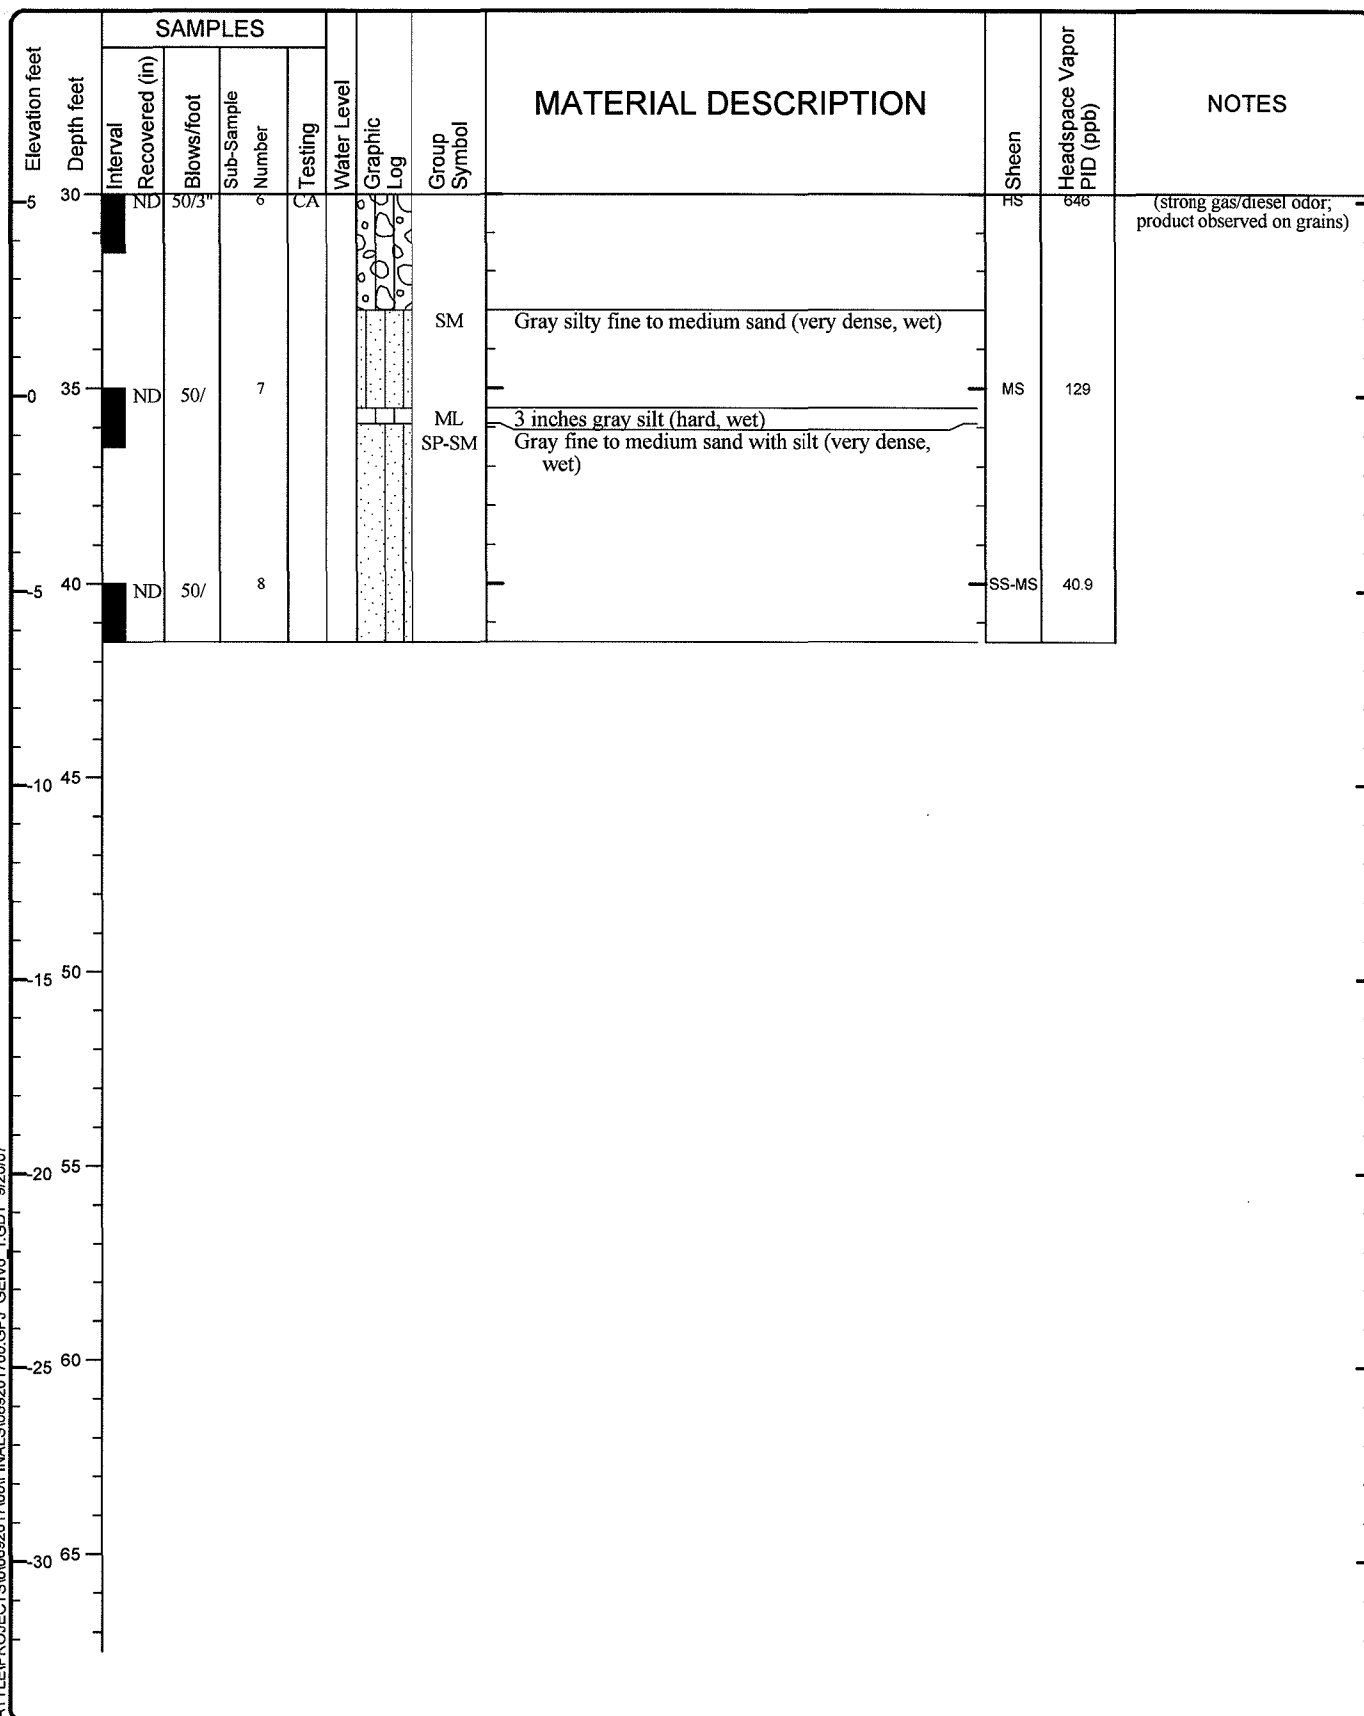 SAMPLES
Elevation feet
Depth feet
Interval
Recovered (in)
Blows/foot
Sub-Sample
Number
Testing
Water Level
Graphic
Log
Group
Symbol
MATERIAL DESCRIPTION
Sheen
Headspace Vapor
PID (ppb)
NOTES
5 30 ND 50/3" 6 CA HS 646 (strong gas/diesel odor;
product observed on grains)
SM Gray silty fine to medium sand (very dense, wet)
0 35 ND 50/ 7 MS 129
ML 3 inches gray silt (hard, wet)
SP-SM Gray fine to medium sand with silt (very dense,
wet)
-5 40 ND 50/ 8 SS-MS 40.9
-10 45
-15 50
-20 55
-25 60
-30 65